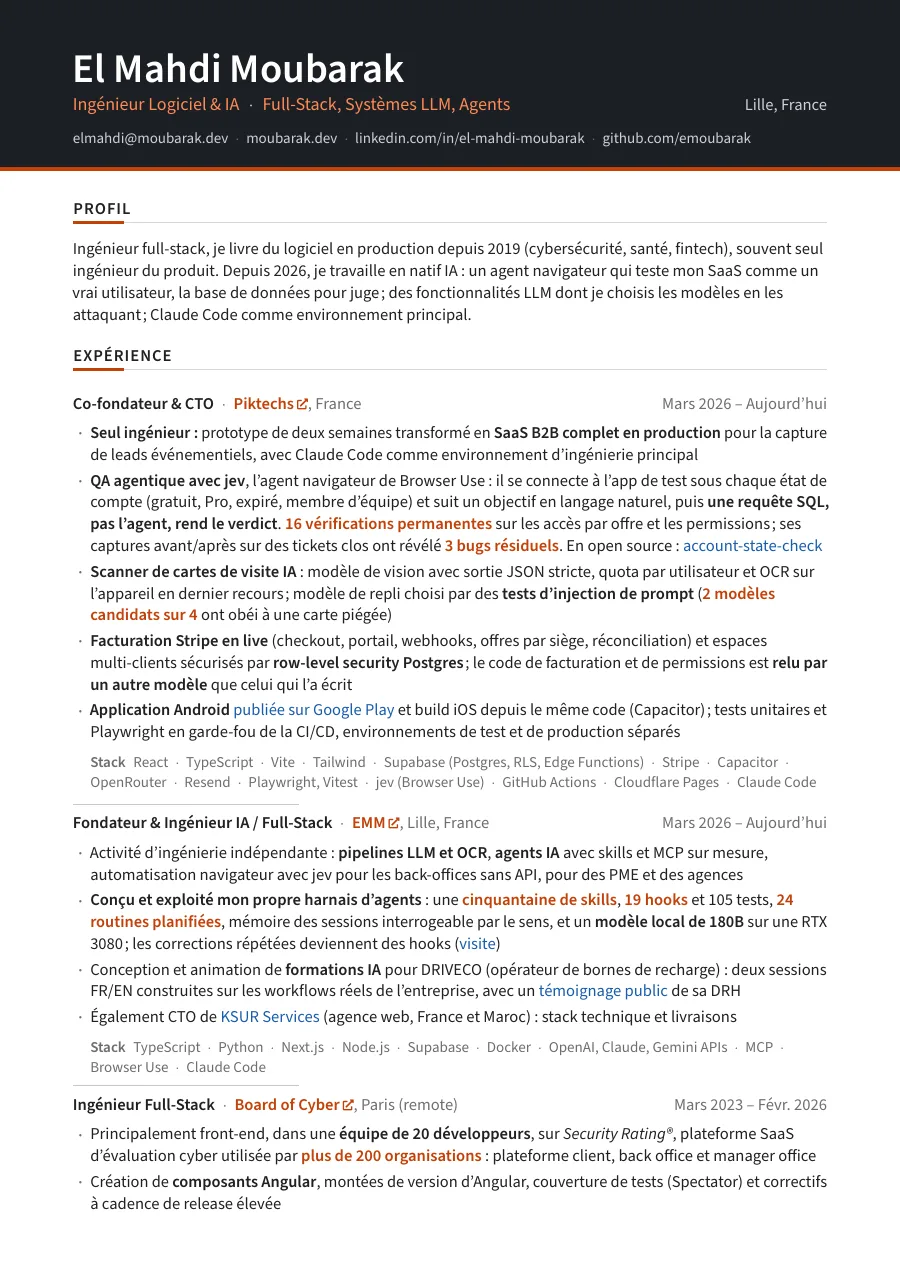 El Mahdi Moubarak
Ingénieur Logiciel & IA · Full-Stack, Systèmes LLM, Agents
Lille, France
elmahdi@moubarak.dev · moubarak.dev · linkedin.com/in/el-mahdi-moubarak · github.com/emoubarak
PROFIL
Ingénieur full-stack, je livre du logiciel en production depuis 2019 (cybersécurité, santé, fintech), souvent seul
ingénieur du produit. Depuis 2026, je travaille en natif IA : un agent navigateur qui teste mon SaaS comme un
vrai utilisateur, la base de données pour juge ; des fonctionnalités LLM dont je choisis les modèles en les
attaquant ; Claude Code comme environnement principal.
EXPÉRIENCE
Co-fondateur & CTO · Piktechs, France
Mars 2026 – Aujourd’hui
· Seul ingénieur : prototype de deux semaines transformé en SaaS B2B complet en production pour la capture
de leads événementiels, avec Claude Code comme environnement d’ingénierie principal
· QA agentique avec jev, l’agent navigateur de Browser Use : il se connecte à l’app de test sous chaque état de
compte (gratuit, Pro, expiré, membre d’équipe) et suit un objectif en langage naturel, puis une requête SQL,
pas l’agent, rend le verdict. 16 vérifications permanentes sur les accès par offre et les permissions ; ses
captures avant/après sur des tickets clos ont révélé 3 bugs résiduels. En open source : account-state-check
· Scanner de cartes de visite IA : modèle de vision avec sortie JSON stricte, quota par utilisateur et OCR sur
l’appareil en dernier recours ; modèle de repli choisi par des tests d’injection de prompt (2 modèles
candidats sur 4 ont obéi à une carte piégée)
· Facturation Stripe en live (checkout, portail, webhooks, offres par siège, réconciliation) et espaces
multi-clients sécurisés par row-level security Postgres ; le code de facturation et de permissions est relu par
un autre modèle que celui qui l’a écrit
· Application Android publiée sur Google Play et build iOS depuis le même code (Capacitor) ; tests unitaires et
Playwright en garde-fou de la CI/CD, environnements de test et de production séparés
Stack React · TypeScript · Vite · Tailwind · Supabase (Postgres, RLS, Edge Functions) · Stripe · Capacitor ·
OpenRouter · Resend · Playwright, Vitest · jev (Browser Use) · GitHub Actions · Cloudflare Pages · Claude Code
Fondateur & Ingénieur IA / Full-Stack · EMM, Lille, France
Mars 2026 – Aujourd’hui
· Activité d’ingénierie indépendante : pipelines LLM et OCR, agents IA avec skills et MCP sur mesure,
automatisation navigateur avec jev pour les back-offices sans API, pour des PME et des agences
· Conçu et exploité mon propre harnais d’agents : une cinquantaine de skills, 19 hooks et 105 tests, 24
routines planifiées, mémoire des sessions interrogeable par le sens, et un modèle local de 180B sur une RTX
3080 ; les corrections répétées deviennent des hooks (visite)
· Conception et animation de formations IA pour DRIVECO (opérateur de bornes de recharge) : deux sessions
FR/EN construites sur les workflows réels de l’entreprise, avec un témoignage public de sa DRH
· Également CTO de KSUR Services (agence web, France et Maroc) : stack technique et livraisons
Stack TypeScript · Python · Next.js · Node.js · Supabase · Docker · OpenAI, Claude, Gemini APIs · MCP ·
Browser Use · Claude Code
Ingénieur Full-Stack · Board of Cyber, Paris (remote)
Mars 2023 – Févr. 2026
· Principalement front-end, dans une équipe de 20 développeurs, sur Security Rating®, plateforme SaaS
d’évaluation cyber utilisée par plus de 200 organisations : plateforme client, back office et manager office
· Création de composants Angular, montées de version d’Angular, couverture de tests (Spectator) et correctifs
à cadence de release élevée